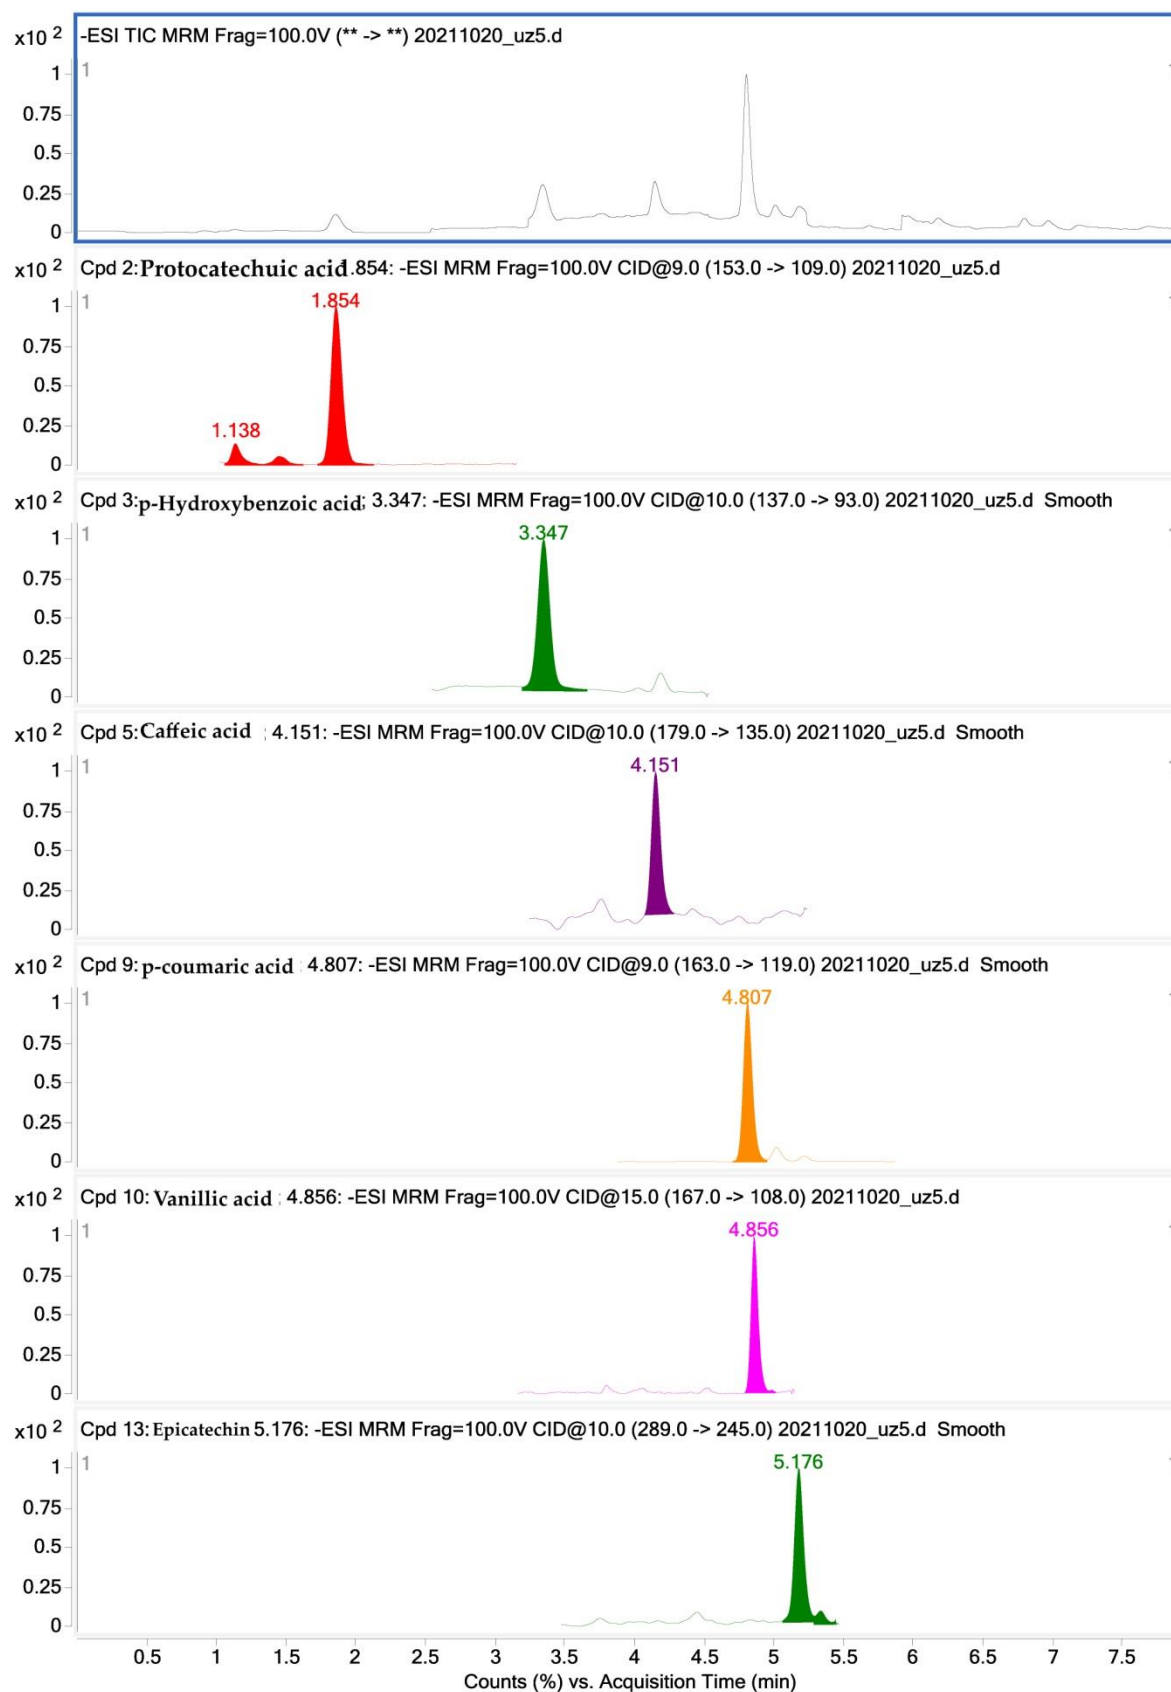 x10 2 -ESI TIC MRM Frag=100.0V (** -> **) 20211020_uz5.d
1 1
0.75
0.5
0.25
0
x10 2 Cpd 2:Protocatechuic acid.854: -ESI MRM Frag=100.0V CID@9.0 (153.0 -> 109.0) 20211020_uz5.d
1 1 1.854
0.75
0.5
0.25 1.138
0
x10 2 Cpd 3:p-Hydroxybenzoic acid: 3.347: -ESI MRM Frag=100.0V CID@10.0 (137.0 -> 93.0) 20211020_uz5.d Smooth
1 1 3.347
0.75
0.5
0.25
0
x10 2 Cpd 5:Caffeic acid : 4.151: -ESI MRM Frag=100.0V CID@10.0 (179.0 -> 135.0) 20211020_uz5.d Smooth
1 1 4.151
0.75
0.5
0.25
0
x10 2 Cpd 9: p-coumaric acid : 4.807: -ESI MRM Frag=100.0V CID@9.0 (163.0 -> 119.0) 20211020_uz5.d Smooth
1 1 4.807
0.75
0.5
0.25
0
x10 2 Cpd 10: Vanillic acid : 4.856: -ESI MRM Frag=100.0V CID@15.0 (167.0 -> 108.0) 20211020_uz5.d
1 1 4.856
0.75
0.5
0.25
0
x10 2 Cpd 13: Epicatechin 5.176: -ESI MRM Frag=100.0V CID@10.0 (289.0 -> 245.0) 20211020_uz5.d Smooth
1 1 5.176
0.75
0.5
0.25
0
0.5 1 1.5 2 2.5 3 3.5 4 4.5 5 5.5 6 6.5 7 7.5
Counts (%) vs. Acquisition Time (min)